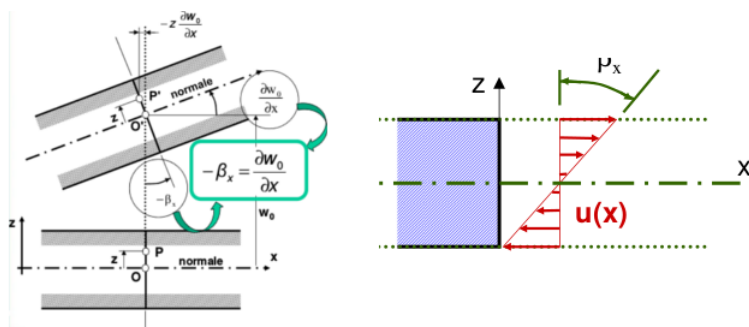 -z ∂w₀/∂x
P'
normale
z
O'
∂w₀/∂x
-βₓ = ∂w₀/∂x
-βₓ
w₀
z
P
z
normale
x
O
βₓ
z
x
u(x)